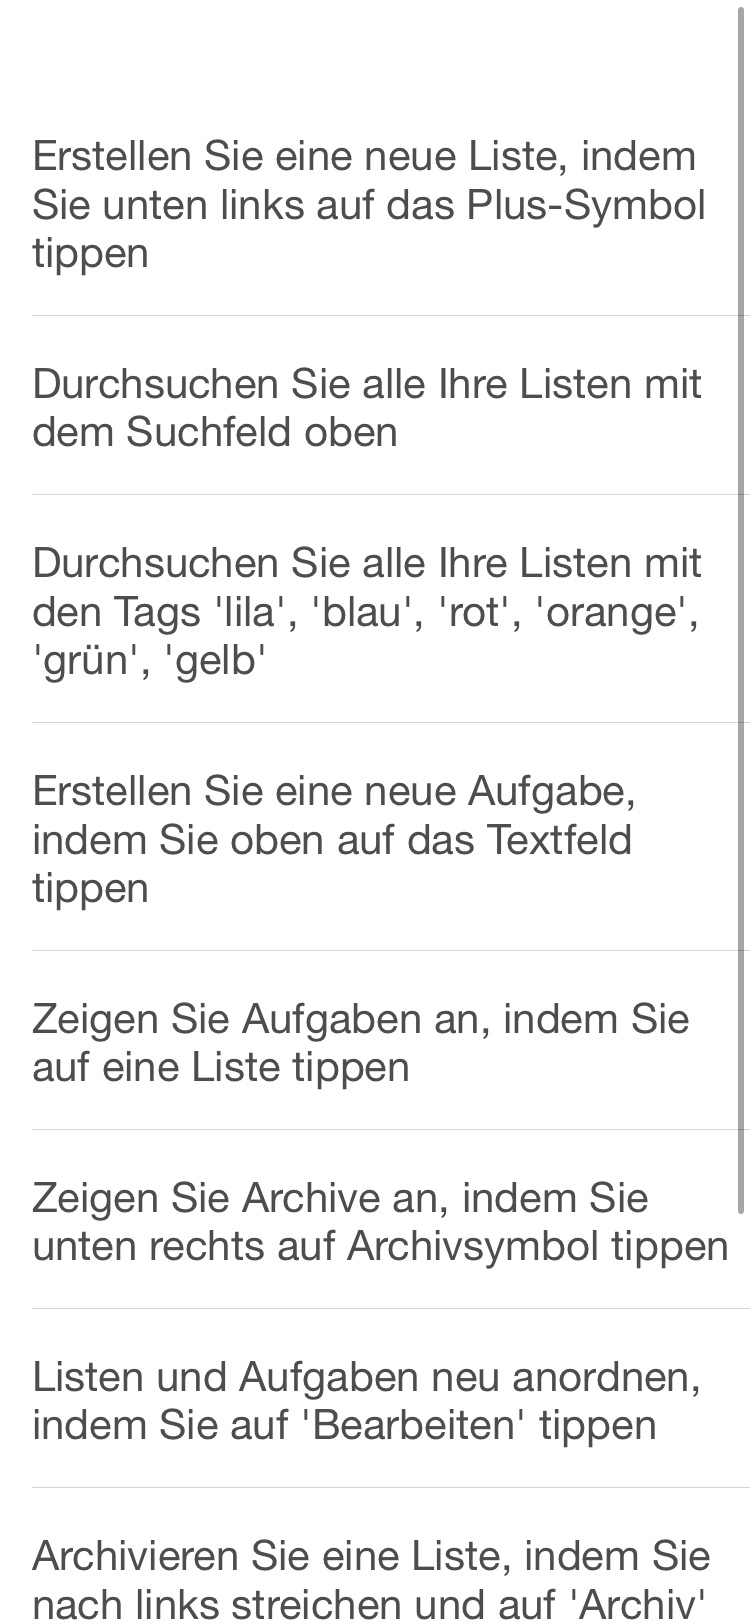 Erstellen Sie eine neue Liste, indem
Sie unten links auf das Plus-Symbol
tippen
Durchsuchen Sie alle Ihre Listen mit
dem Suchfeld oben
Durchsuchen Sie alle Ihre Listen mit
den Tags 'lila', 'blau', 'rot', 'orange',
'grün', 'gelb'
Erstellen Sie eine neue Aufgabe,
indem Sie oben auf das Textfeld
tippen
Zeigen Sie Aufgaben an, indem Sie
auf eine Liste tippen
Zeigen Sie Archive an, indem Sie
unten rechts auf Archivsymbol tippen
Listen und Aufgaben neu anordnen,
indem Sie auf 'Bearbeiten' tippen
Archivieren Sie eine Liste, indem Sie
nach links streichen und auf 'Archiv'